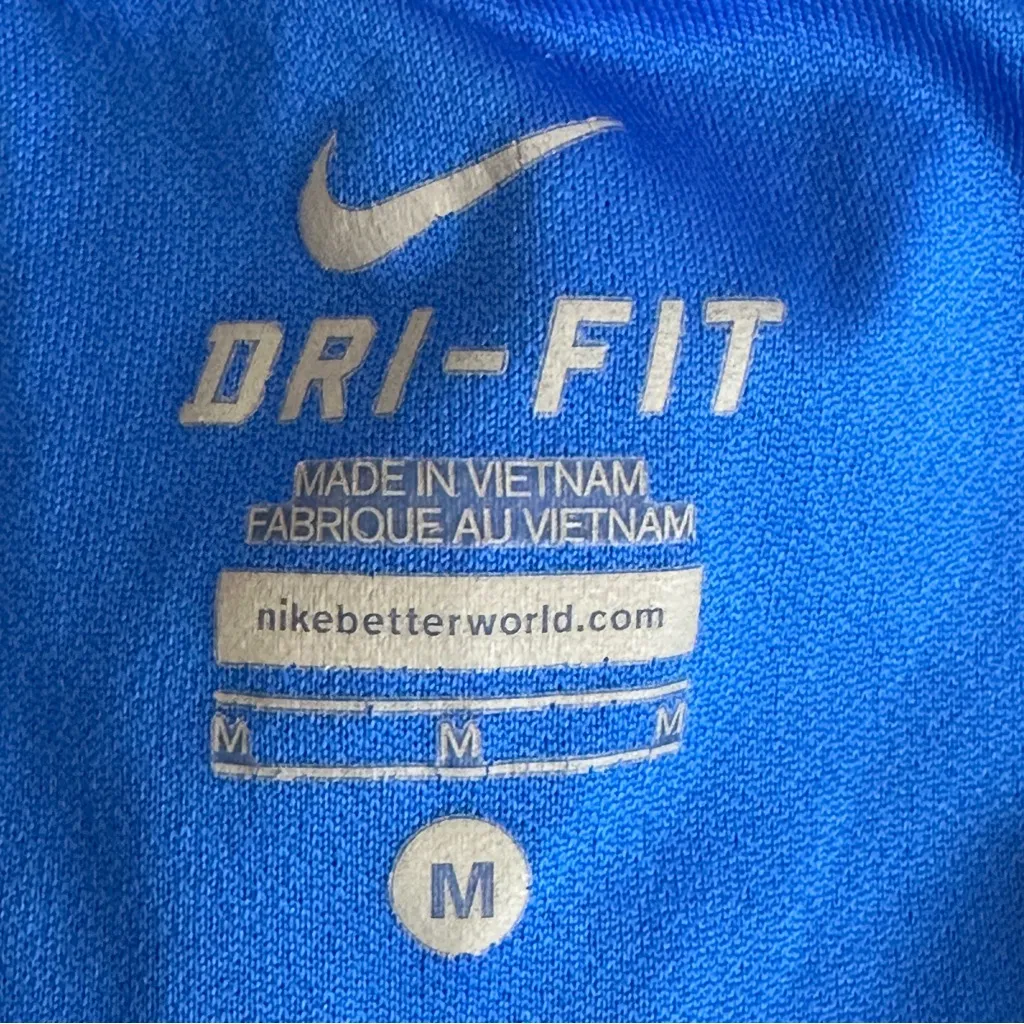 DRI-FIT
MADE IN VIETNAM
FABRIQUE AU VIETNAM
nikebetterworld.com
M M M
M